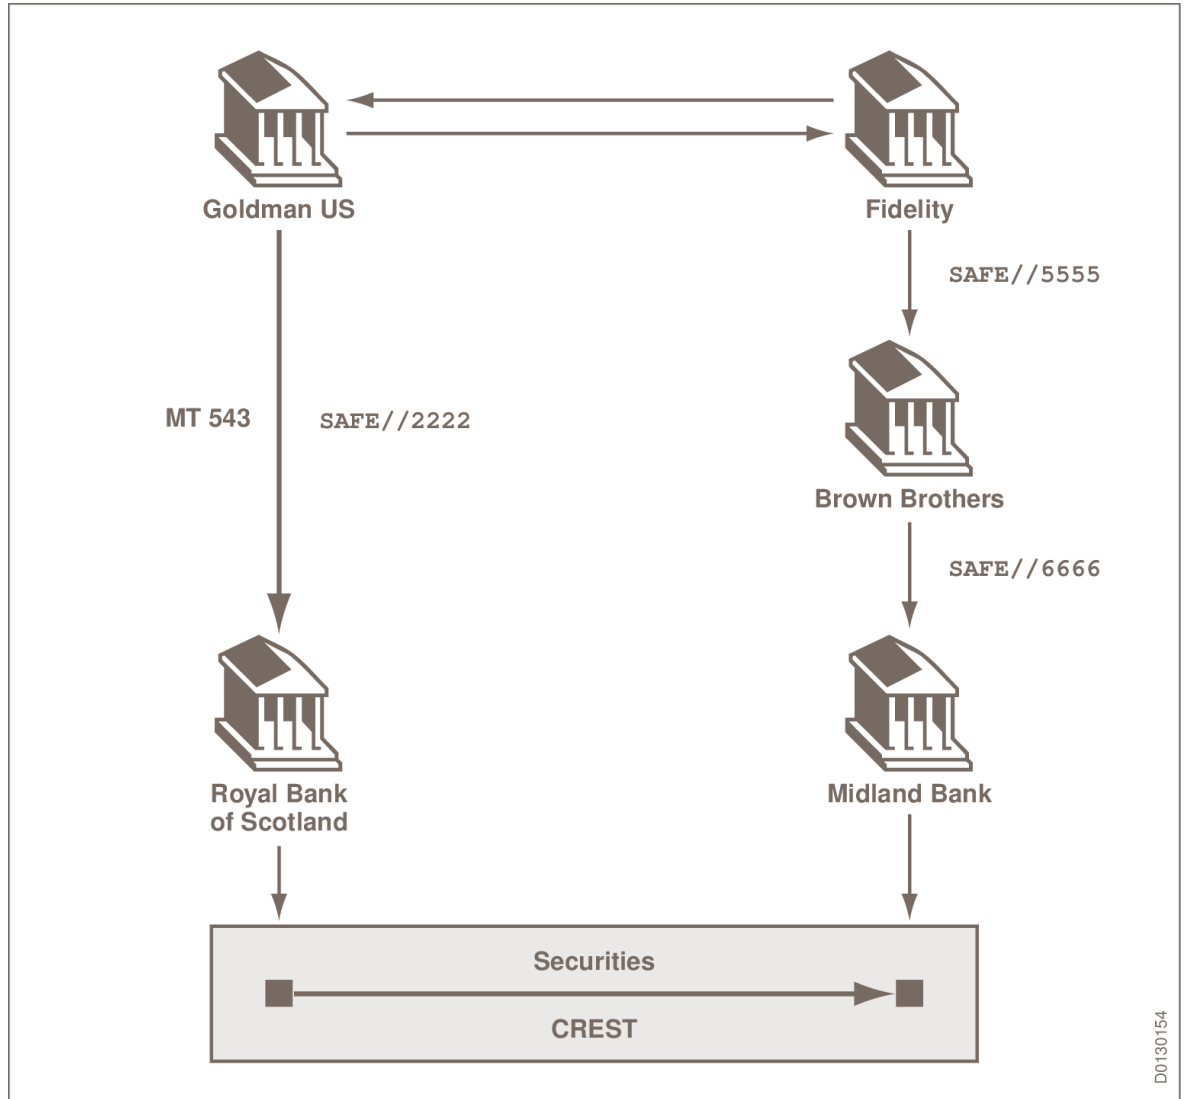 Goldman US
Fidelity
SAFE//5555
MT 543
SAFE//2222
Brown Brothers
SAFE//6666
Royal Bank
of Scotland
Midland Bank
Securities
CREST
D0130154